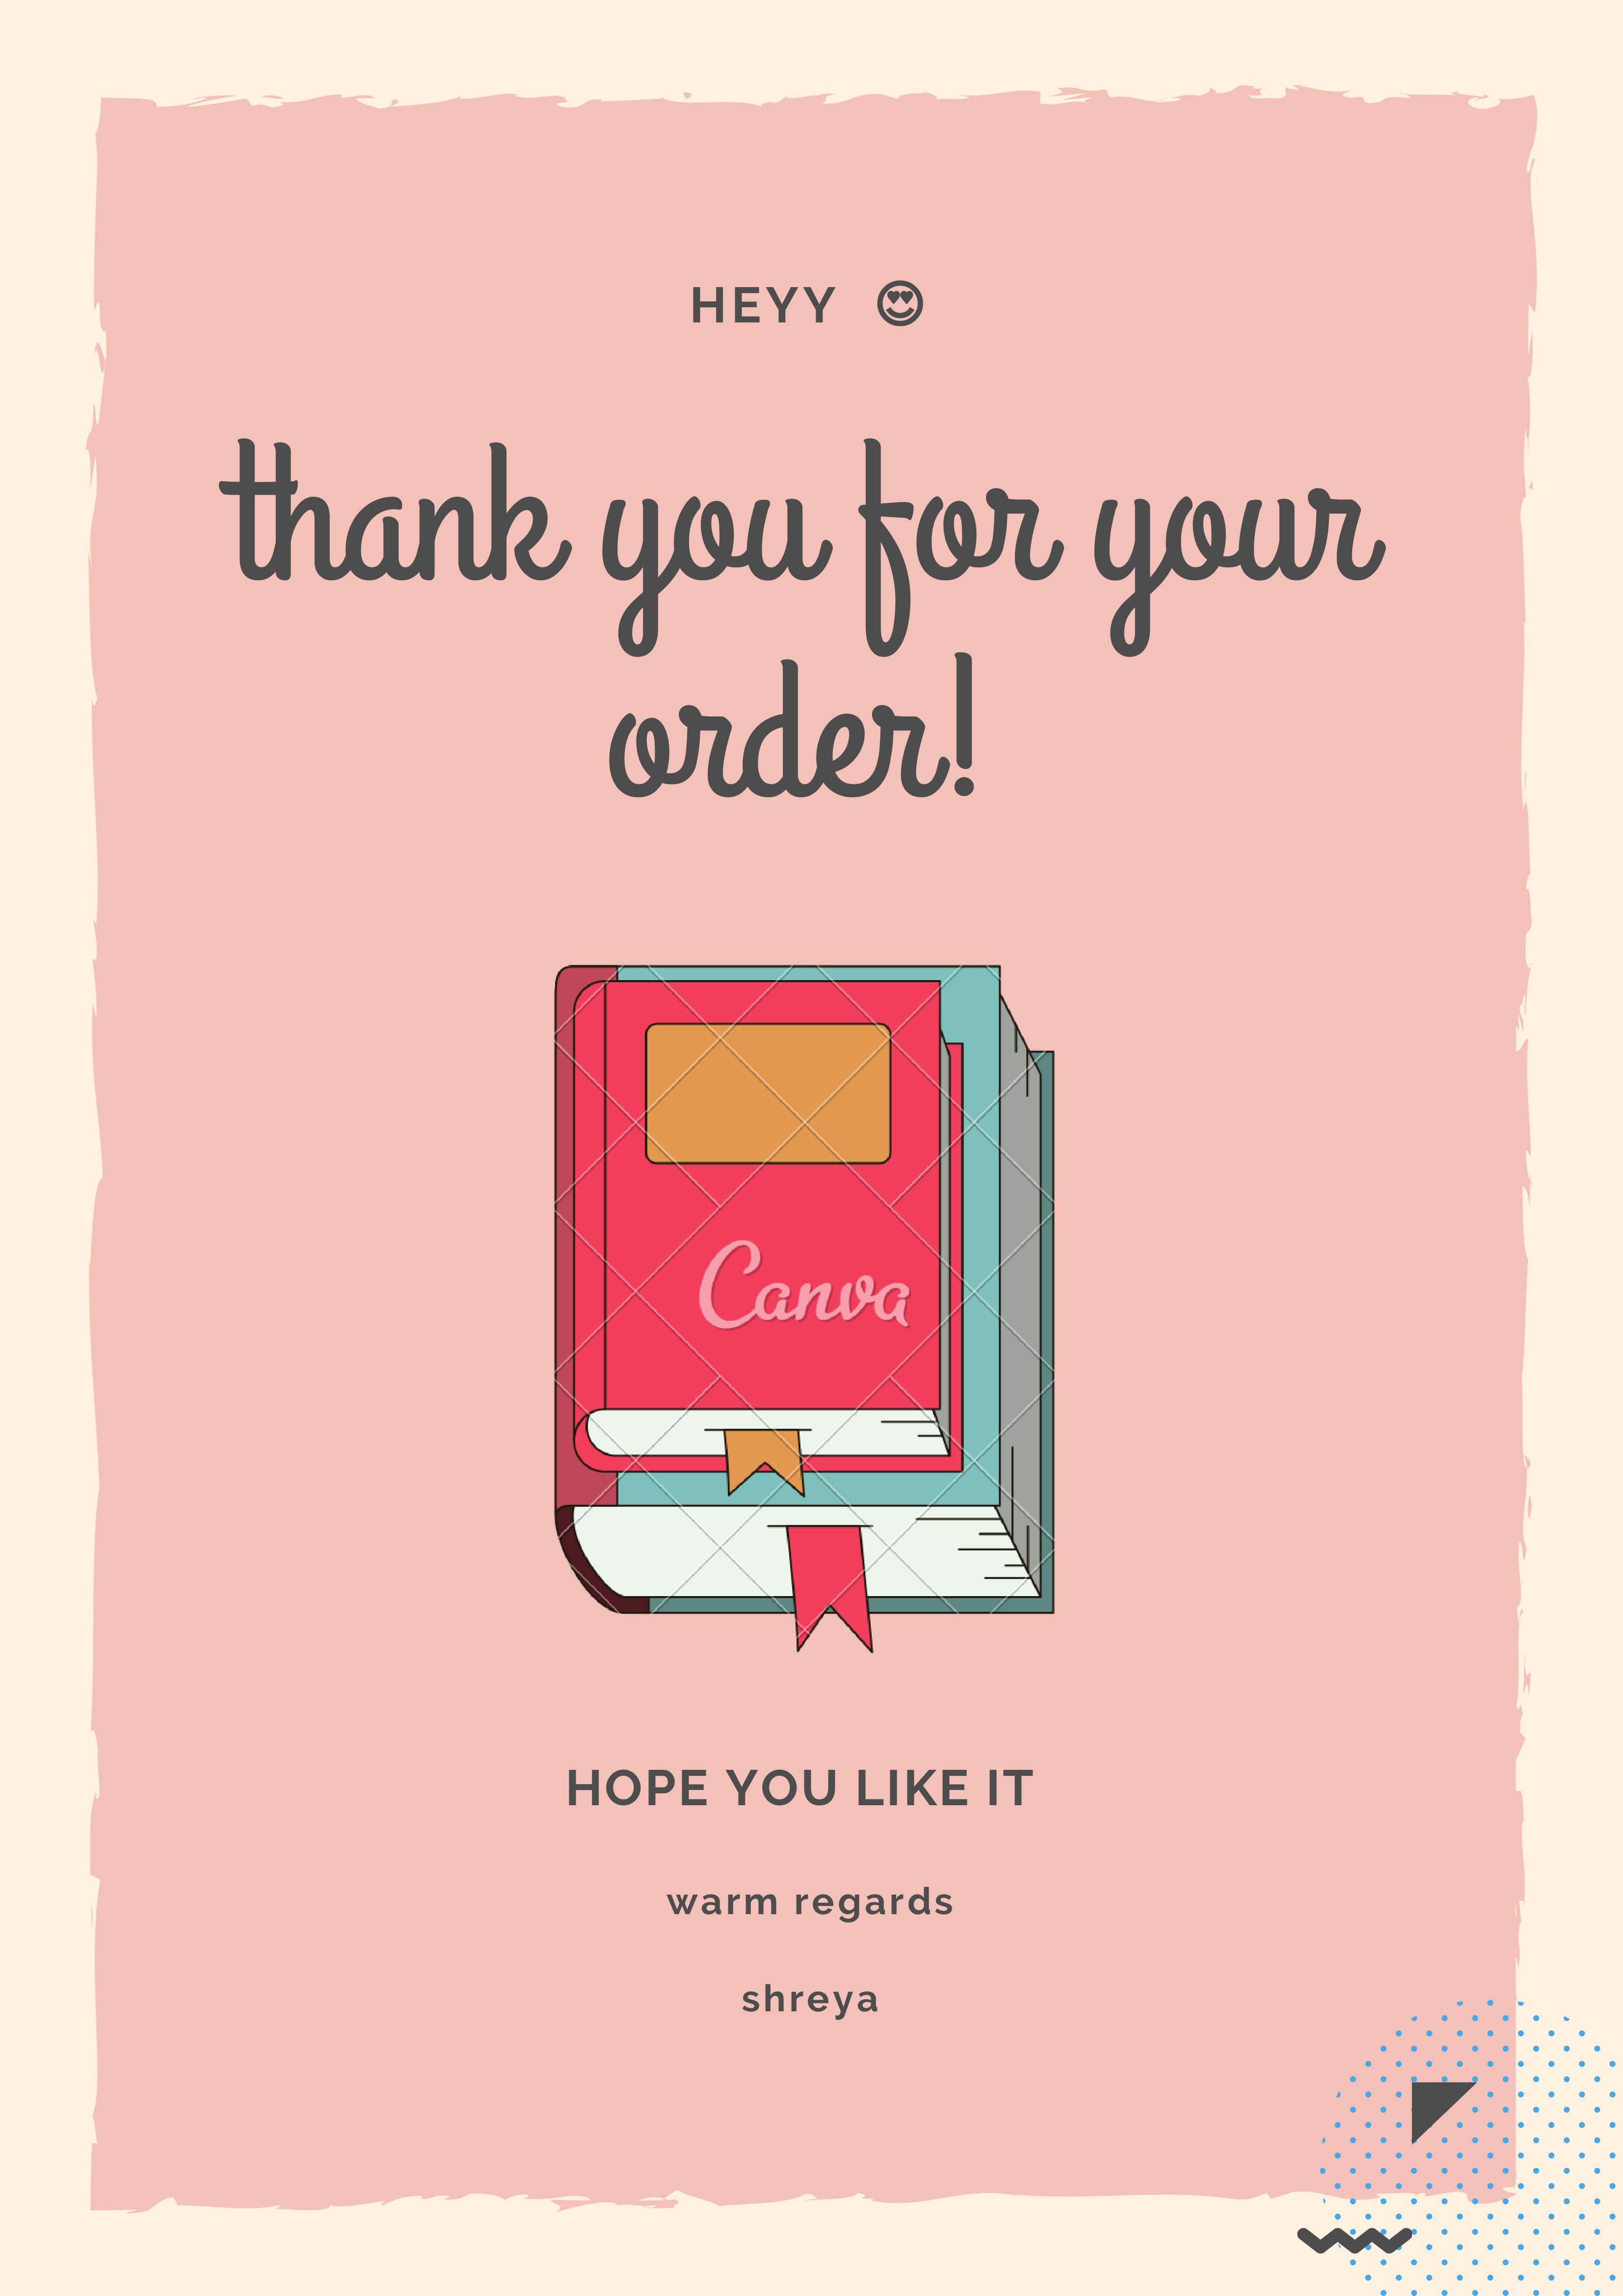 HEYY 😍
thank you for your
order!
Canva
HOPE YOU LIKE IT
warm regards
shreya